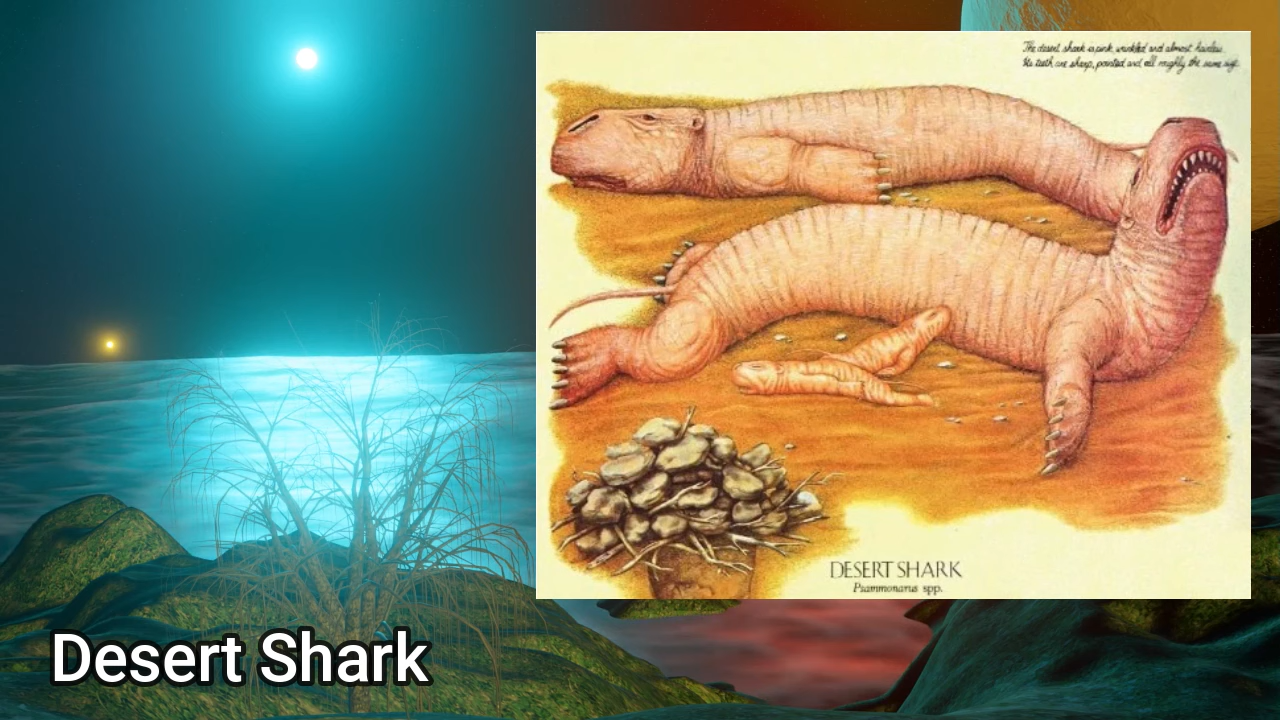 The desert shark is pink, wrinkled and almost hairless.
Its teeth are sharp, pointed and all roughly the same size.
DESERT SHARK
Psammonarus spp.
Desert Shark